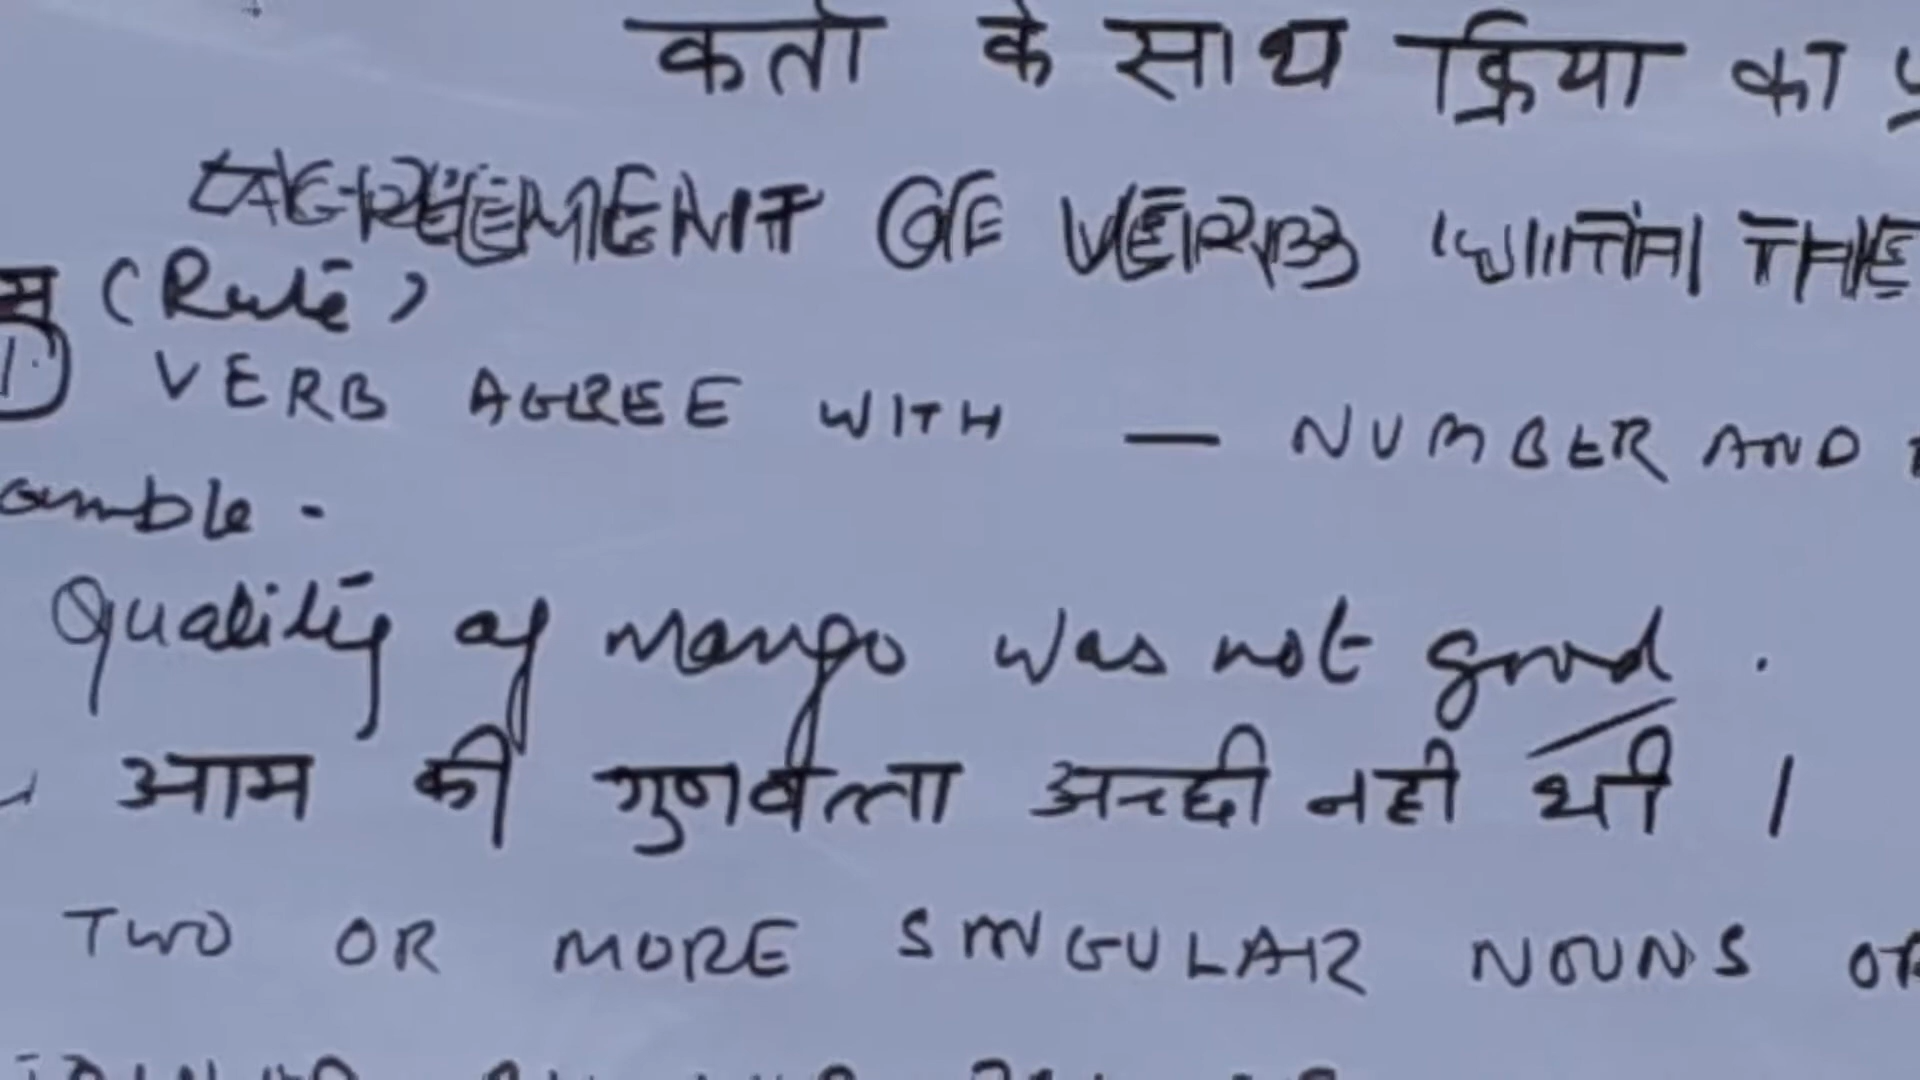 कर्ता के साथ क्रिया का
AGREEMENT OF VERB WITH THE
(Rule)
1. VERB AGREE WITH — NUMBER AND
Quality of mango was not good.
आम की गुणवत्ता अच्छी नही थी ।
TWO OR MORE SINGULAR NOUNS OR